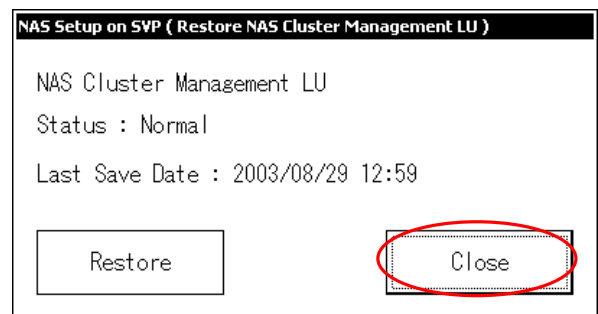 NAS Setup on SVP ( Restore NAS Cluster Management LU )
NAS Cluster Management LU
Status : Normal
Last Save Date : 2003/08/29 12:59
Restore
Close